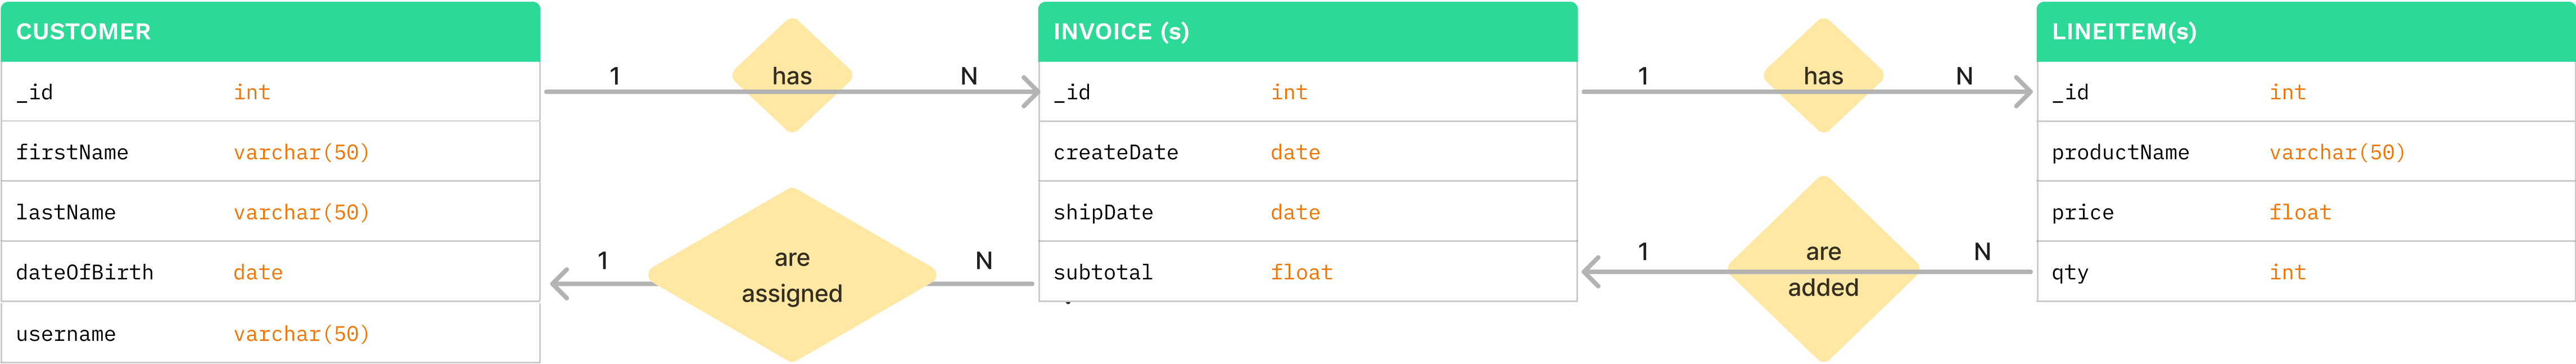 CUSTOMER
_id int
firstName varchar(50)
lastName varchar(50)
dateOfBirth date
username varchar(50)
1 has N
1 are assigned N
INVOICE (s)
_id int
createDate date
shipDate date
subtotal float
1 has N
1 are added N
LINEITEM(s)
_id int
productName varchar(50)
price float
qty int